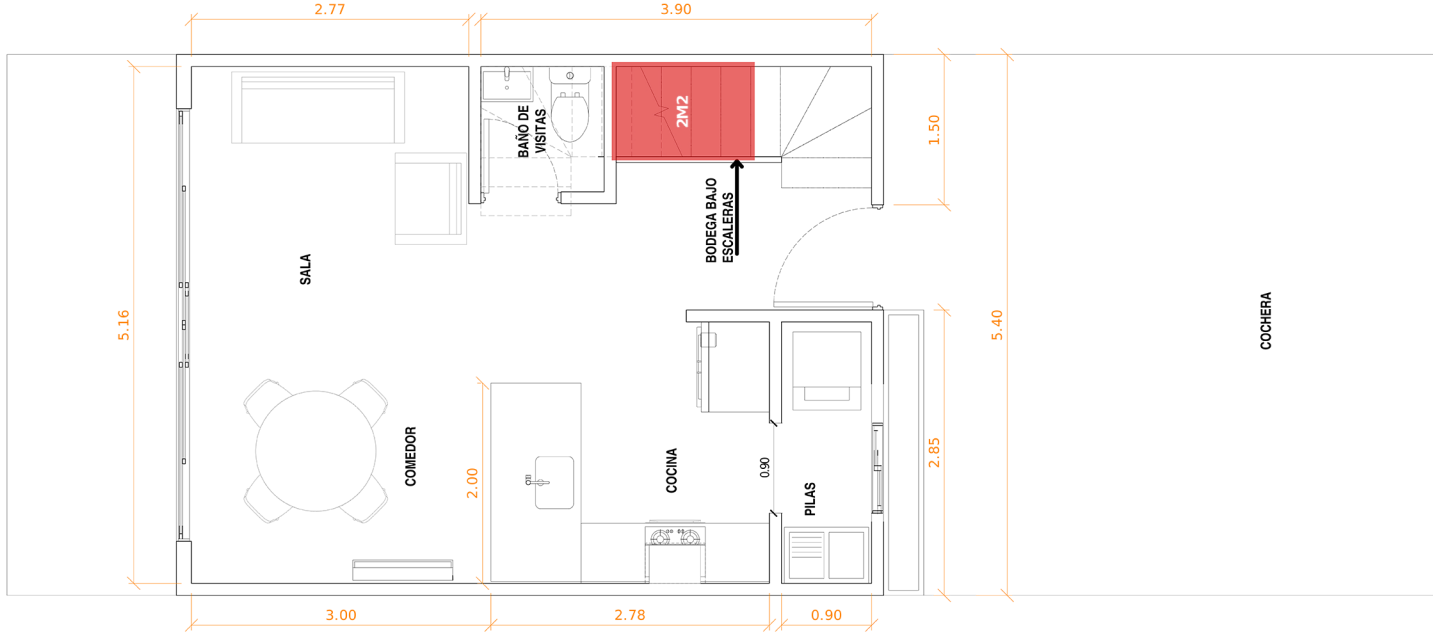 2.77
3.90
BAÑO DE
VISITAS
2M2
1.50
BODEGA BAJO
ESCALERAS
SALA
5.16
5.40
COCHERA
COMEDOR
2.00
COCINA
0.90
PILAS
2.85
3.00
2.78
0.90